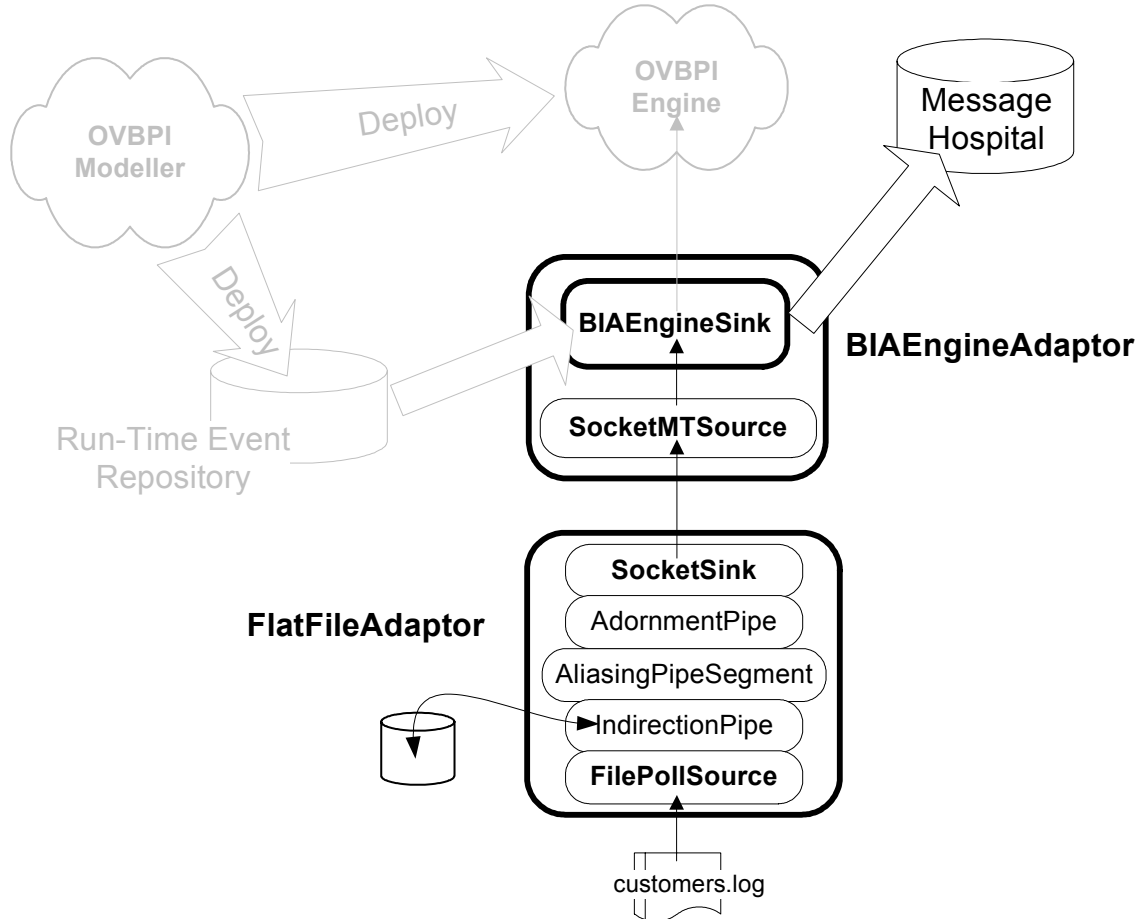 OVBPI
Engine
Message
Hospital
OVBPI
Modeller
Deploy
Deploy
BIAEngineSink
BIAEngineAdaptor
SocketMTSource
Run-Time Event
Repository
SocketSink
FlatFileAdaptor
AdornmentPipe
AliasingPipeSegment
IndirectionPipe
FilePollSource
customers.log